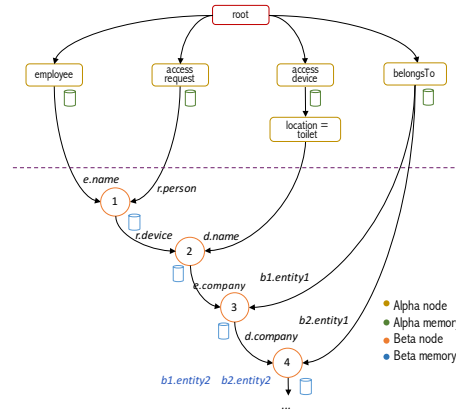 root
employee
access
request
access
device
belongsTo
location =
toilet
e.name
r.person
1
r.device
d.name
2
e.company
b1.entity1
3
b2.entity1
d.company
4
b1.entity2 b2.entity2
...
Alpha node
Alpha memory
Beta node
Beta memory